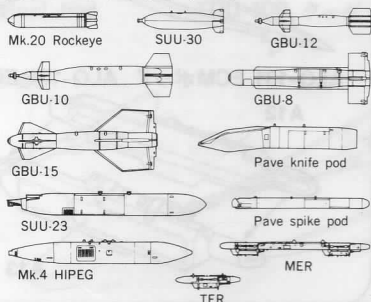 Mk.20 Rockeye
SUU-30
GBU-12
GBU-10
GBU-8
GBU-15
Pave knife pod
SUU-23
Pave spike pod
Mk.4 HIPEG
MER
TER